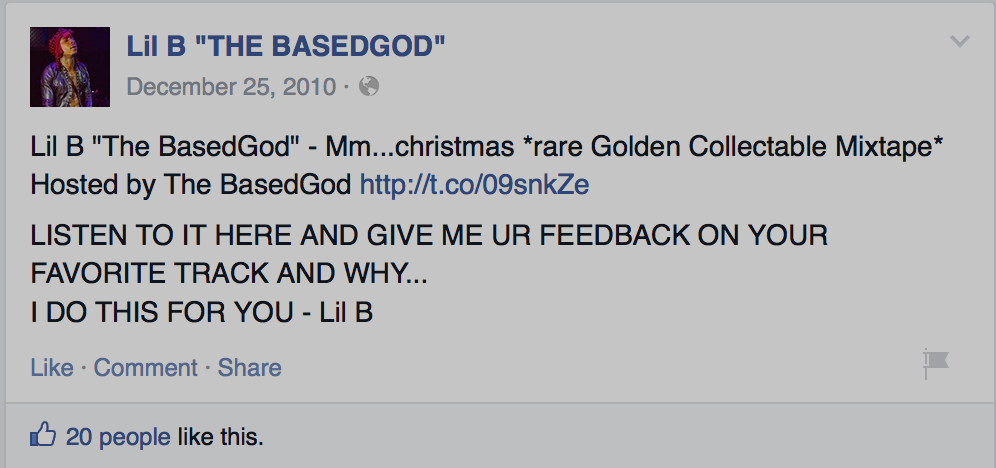 Lil B "THE BASEDGOD"
December 25, 2010 ·
Lil B "The BasedGod" - Mm...christmas *rare Golden Collectable Mixtape*
Hosted by The BasedGod http://t.co/09snkZe
LISTEN TO IT HERE AND GIVE ME UR FEEDBACK ON YOUR
FAVORITE TRACK AND WHY...
I DO THIS FOR YOU - Lil B
Like · Comment · Share
20 people like this.